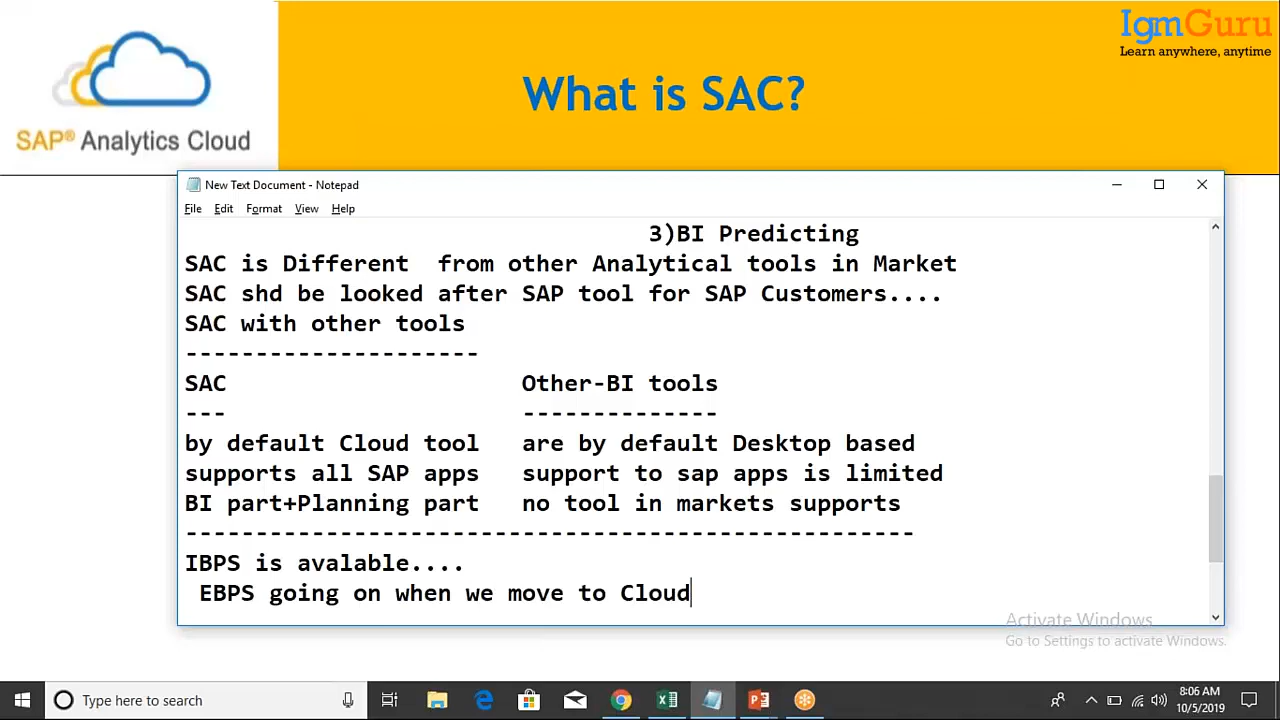 IgmGuru
Learn anywhere, anytime
What is SAC?
SAP® Analytics Cloud
New Text Document - Notepad
File Edit Format View Help
3)BI Predicting
SAC is Different from other Analytical tools in Market
SAC shd be looked after SAP tool for SAP Customers....
SAC with other tools
---------------------
SAC Other-BI tools
--- --------------
by default Cloud tool are by default Desktop based
supports all SAP apps support to sap apps is limited
BI part+Planning part no tool in markets supports
----------------------------------------------------
IBPS is avalable....
EBPS going on when we move to Cloud
Activate Windows
Go to Settings to activate Windows.
Type here to search
8:06 AM
10/5/2019